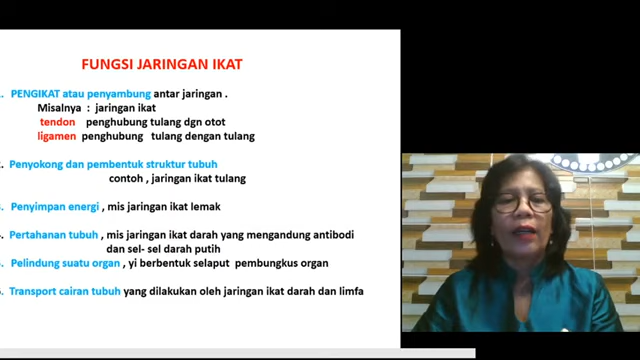 FUNGSI JARINGAN IKAT
PENGIKAT atau penyambung antar jaringan .
Misalnya : jaringan ikat
tendon penghubung tulang dgn otot
ligamen penghubung tulang dengan tulang
Penyokong dan pembentuk struktur tubuh
contoh , jaringan ikat tulang
Penyimpan energi , mis jaringan ikat lemak
Pertahanan tubuh , mis jaringan ikat darah yang mengandung antibodi
dan sel- sel darah putih
Pelindung suatu organ , yi berbentuk selaput pembungkus organ
Transport cairan tubuh yang dilakukan oleh jaringan ikat darah dan limfa